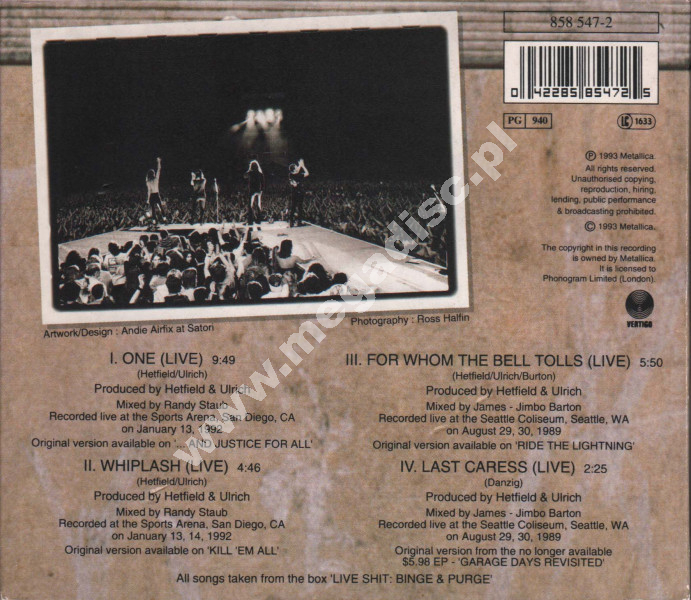 858 547-2
0 42285 85472 5
PG 940
LC 1633
℗ 1993 Metallica.
All rights reserved.
Unauthorised copying,
reproduction, hiring,
lending, public performance
& broadcasting prohibited.
© 1993 Metallica.
The copyright in this recording
is owned by Metallica.
It is licensed to
Phonogram Limited (London).
VERTIGO
www.megadisc.pl
Artwork/Design : Andie Airfix at Satori
Photography : Ross Halfin
I. ONE (LIVE) 9:49
(Hetfield/Ulrich)
Produced by Hetfield & Ulrich
Mixed by Randy Staub
Recorded live at the Sports Arena, San Diego, CA
on January 13, 1992
Original version available on '... AND JUSTICE FOR ALL'
II. WHIPLASH (LIVE) 4:46
(Hetfield/Ulrich)
Produced by Hetfield & Ulrich
Mixed by Randy Staub
Recorded at the Sports Arena, San Diego, CA
on January 13, 14, 1992
Original version available on 'KILL 'EM ALL'
III. FOR WHOM THE BELL TOLLS (LIVE) 5:50
(Hetfield/Ulrich/Burton)
Produced by Hetfield & Ulrich
Mixed by James - Jimbo Barton
Recorded live at the Seattle Coliseum, Seattle, WA
on August 29, 30, 1989
Original version available on 'RIDE THE LIGHTNING'
IV. LAST CARESS (LIVE) 2:25
(Danzig)
Produced by Hetfield & Ulrich
Mixed by James - Jimbo Barton
Recorded live at the Seattle Coliseum, Seattle, WA
on August 29, 30, 1989
Original version from the no longer available
$5.98 EP - 'GARAGE DAYS REVISITED'
All songs taken from the box 'LIVE SHIT: BINGE & PURGE'